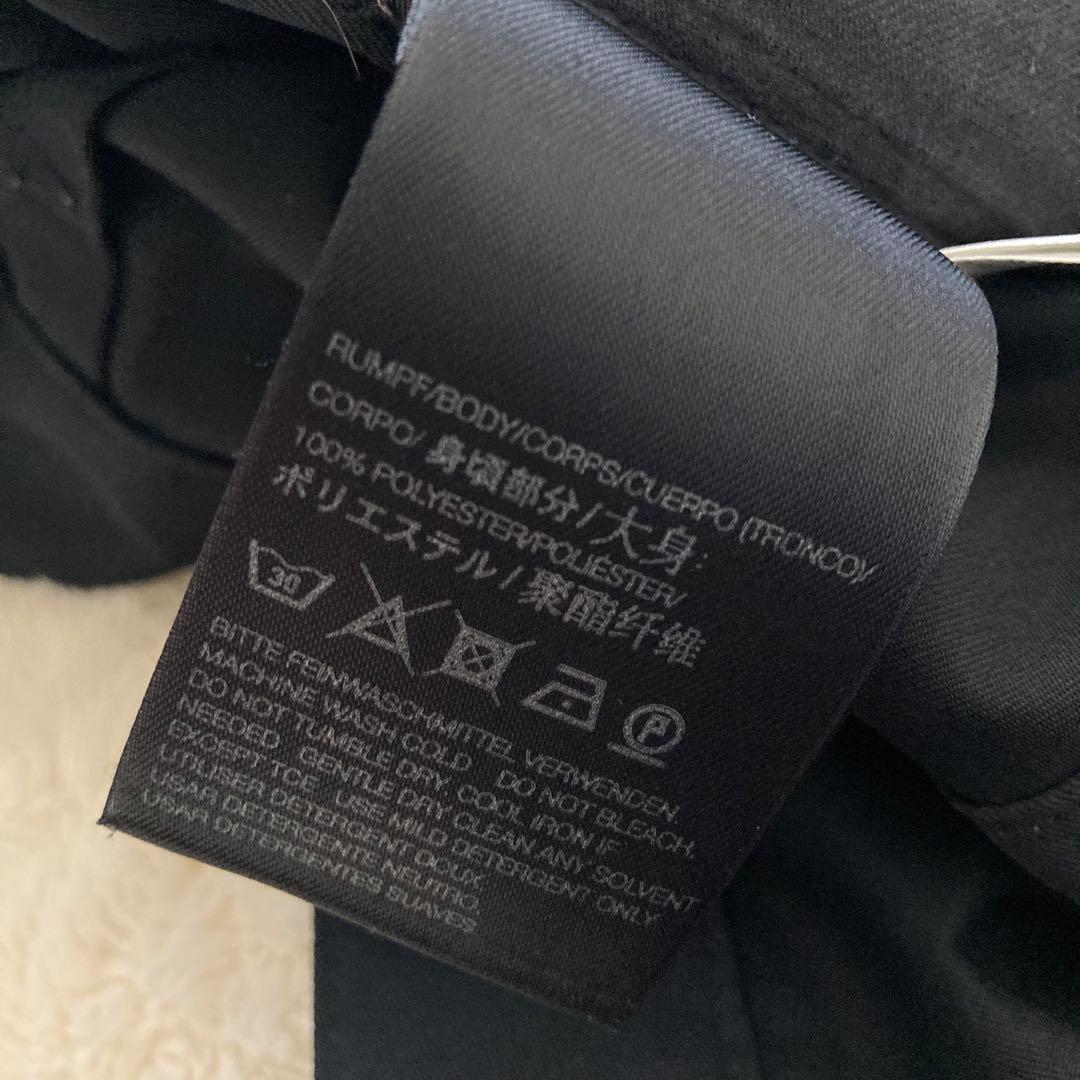 RUMPF/BODY/CORPS/CUERPO (TRONCO)/
CORPO/ 身頃部分/大身:
100% POLYESTER/POLIÉSTER/
ポリエステル/聚酯纤维
30
P
BITTE FEINWASCHMITTEL VERWENDEN.
MACHINE WASH COLD. DO NOT BLEACH.
DO NOT TUMBLE DRY. COOL IRON IF
NEEDED. GENTLE DRY CLEAN ANY SOLVENT
EXCEPT TCE. USE MILD DETERGENT ONLY.
UTILISER DETERGENT DOUX.
USAR DETERGENTE NEUTRO.
USAR DETERGENTES SUAVES